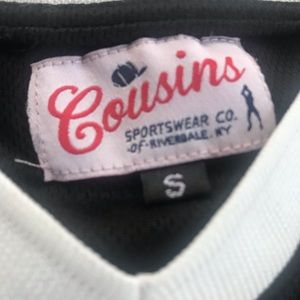 Cousins
SPORTSWEAR CO.
-OF- RIVERDALE, NY
S